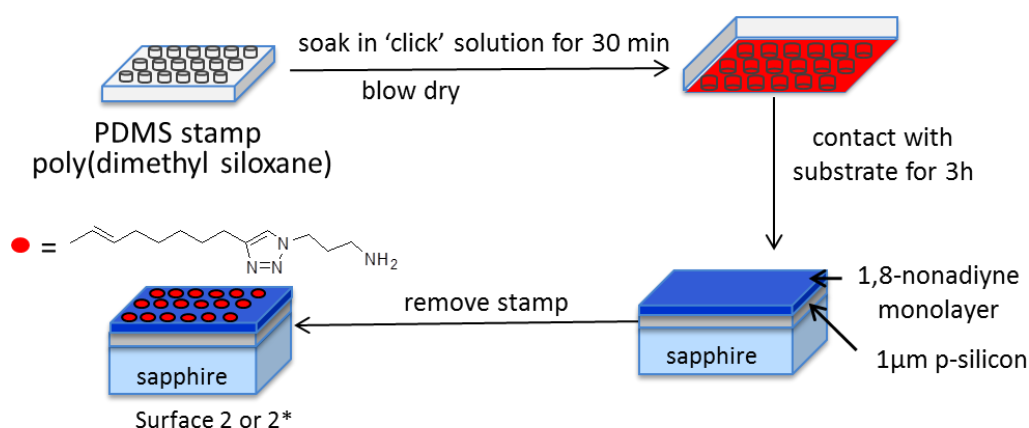 soak in ‘click’ solution for 30 min
blow dry
PDMS stamp
poly(dimethyl siloxane)
contact with
substrate for 3h
=
N
N=N
NH2
1,8-nonadiyne
monolayer
remove stamp
1µm p-silicon
sapphire
sapphire
Surface 2 or 2*